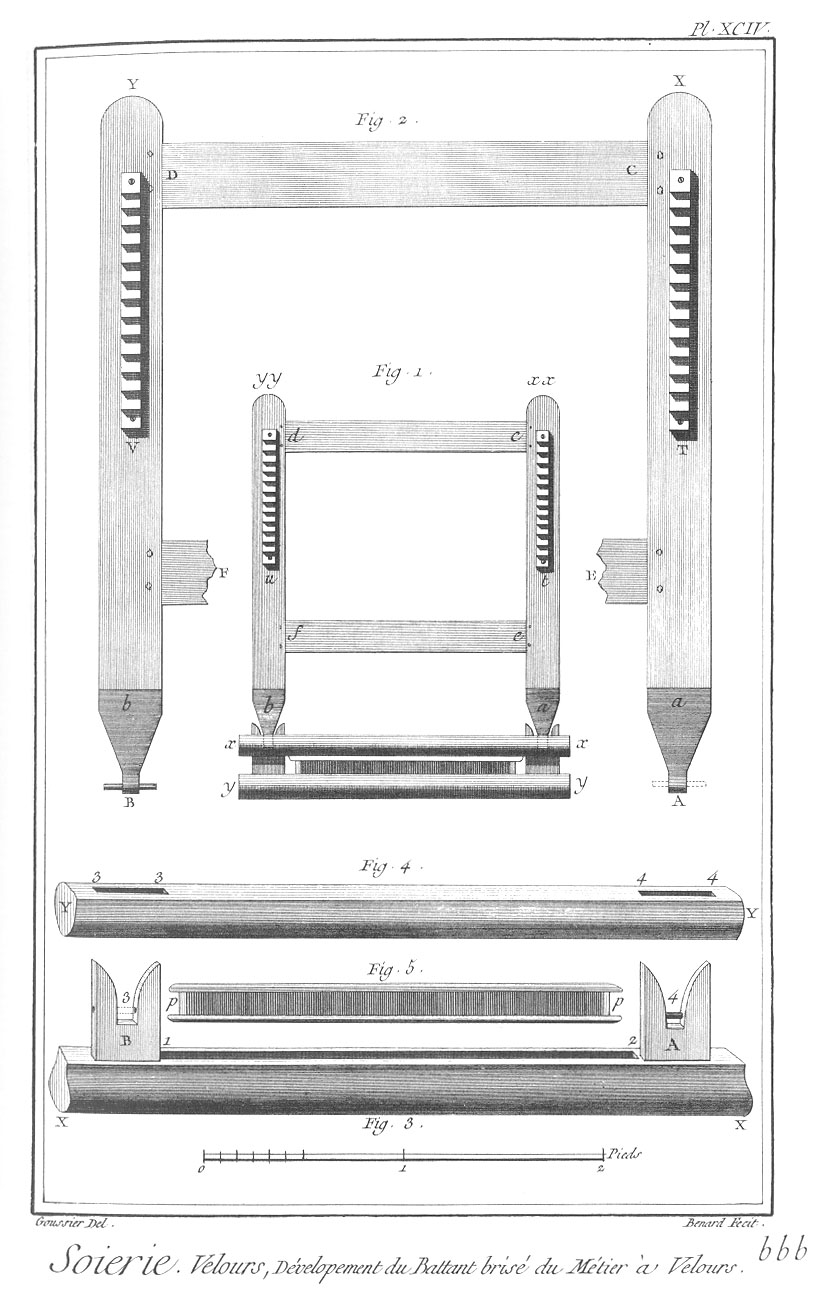 Pl. XCIV.
Y X
Fig. 2.
D C
V T
Fig. 1.
yy xx
d c
u t
F E
f e
b b a a
x x
B y y A
Fig. 4.
3 3 4 4
Y Y
Fig. 5.
3 p p 4
B 1 2 A
X Fig. 3. X
0 1 2 Pieds
Goussier Del. Benard Fecit.
Soierie. Velours, Dévelopement du Battant brisé du Métier à Velours.
bbb